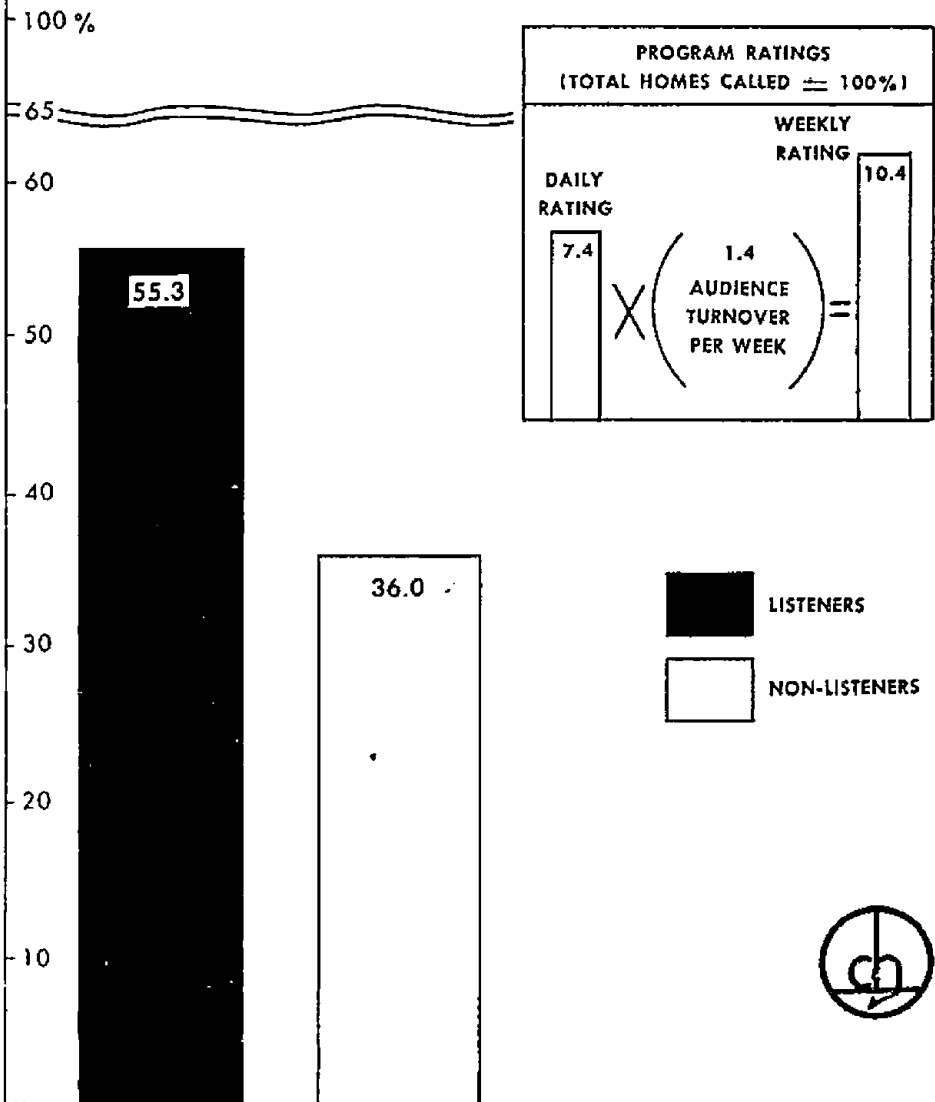 100 %
65
60
50
40
30
20
10
55.3
36.0
PROGRAM RATINGS
(TOTAL HOMES CALLED = 100%)
DAILY
RATING
7.4
X
( 1.4
AUDIENCE
TURNOVER
PER WEEK )
=
WEEKLY
RATING
10.4
LISTENERS
NON-LISTENERS